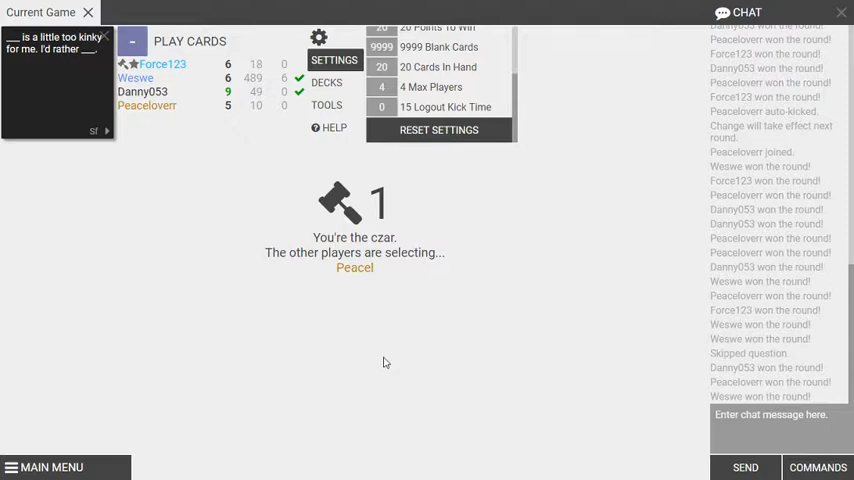 Current Game
CHAT
___ is a little too kinky
for me. I'd rather ___.
sf
-
PLAY CARDS
Force123 6 18 0
Weswe 6 489 6
Danny053 9 49 0
Peaceloverr 5 10 0
SETTINGS
DECKS
TOOLS
HELP
20 20 Points To Win
9999 9999 Blank Cards
20 20 Cards In Hand
4 4 Max Players
0 15 Logout Kick Time
RESET SETTINGS
1
You're the czar.
The other players are selecting...
Peacel
Danny053 won the round!
Peaceloverr won the round!
Force123 won the round!
Danny053 won the round!
Peaceloverr won the round!
Force123 won the round!
Peaceloverr auto-kicked.
Change will take effect next
round.
Peaceloverr joined.
Weswe won the round!
Force123 won the round!
Peaceloverr won the round!
Danny053 won the round!
Danny053 won the round!
Peaceloverr won the round!
Peaceloverr won the round!
Danny053 won the round!
Weswe won the round!
Peaceloverr won the round!
Force123 won the round!
Weswe won the round!
Weswe won the round!
Skipped question.
Danny053 won the round!
Peaceloverr won the round!
Weswe won the round!
Enter chat message here.
MAIN MENU
SEND
COMMANDS